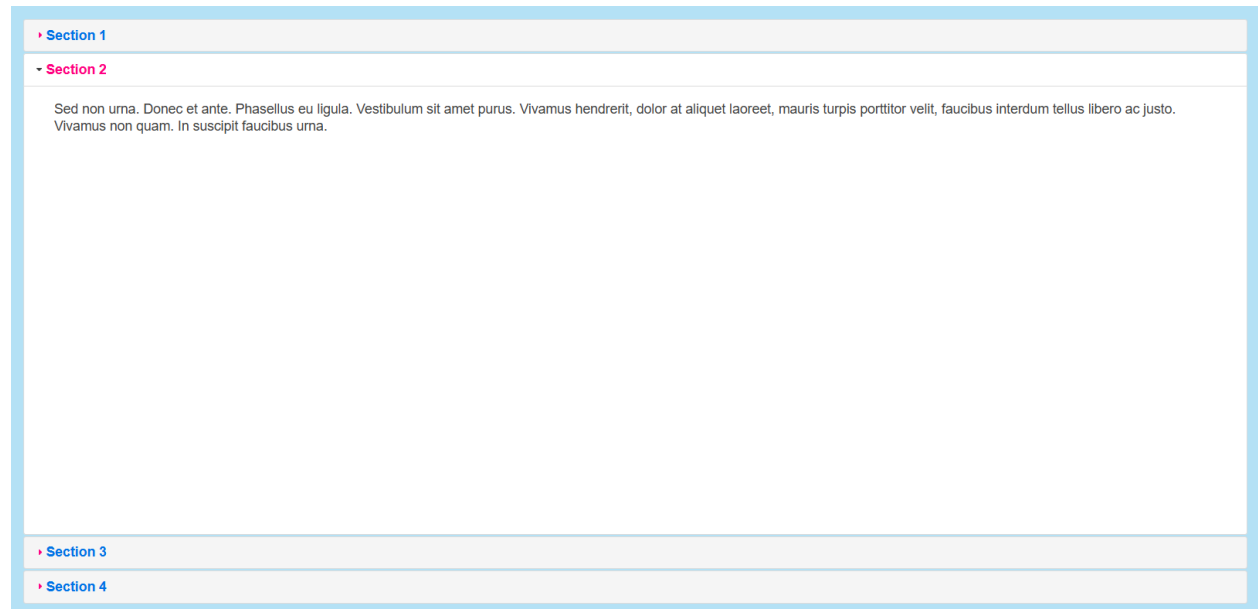 Section 1
Section 2
Sed non urna. Donec et ante. Phasellus eu ligula. Vestibulum sit amet purus. Vivamus hendrerit, dolor at aliquet laoreet, mauris turpis porttitor velit, faucibus interdum tellus libero ac justo.
Vivamus non quam. In suscipit faucibus urna.
Section 3
Section 4